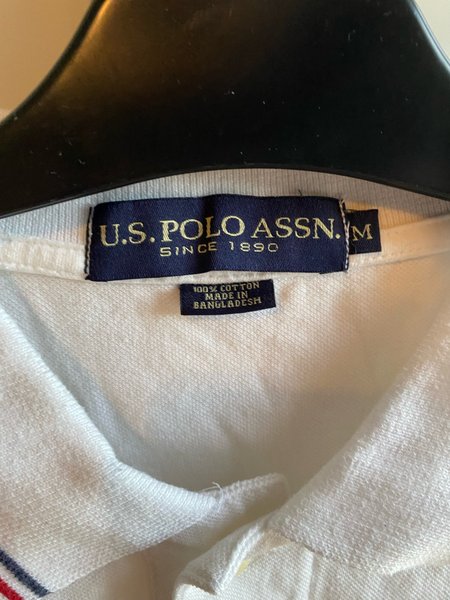 U.S. POLO ASSN.
SINCE 1890
M
100% COTTON
MADE IN
BANGLADESH